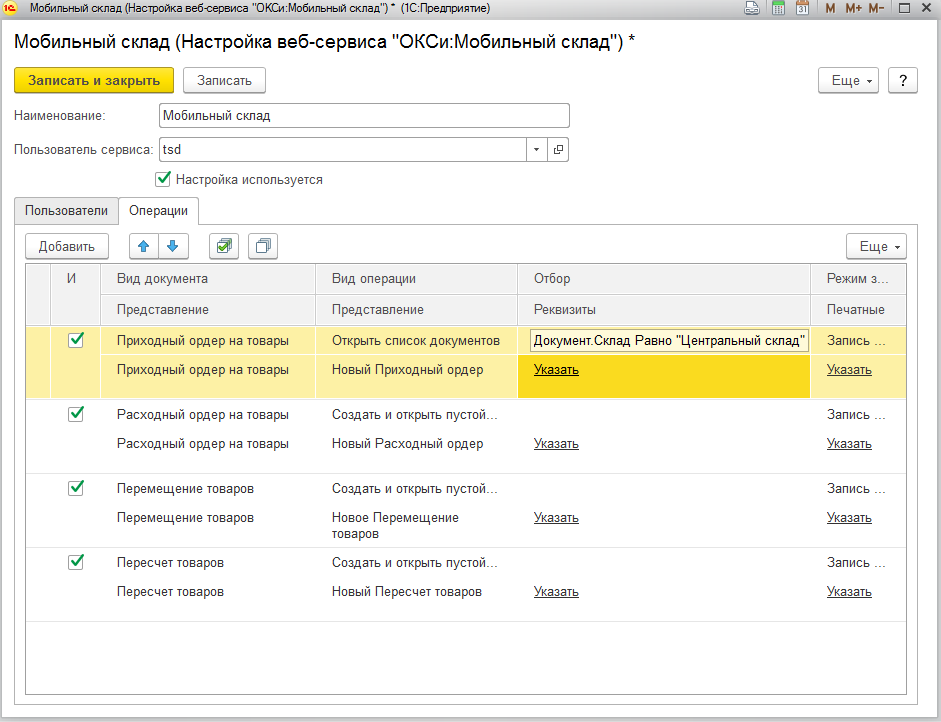 Мобильный склад (Настройка веб-сервиса "ОКСи:Мобильный склад") * (1С:Предприятие)
31 M M+ M-
Мобильный склад (Настройка веб-сервиса "ОКСи:Мобильный склад") *
Записать и закрыть Записать Еще ?
Наименование: Мобильный склад
Пользователь сервиса: tsd
Настройка используется
Пользователи Операции
Добавить Еще
И Вид документа Вид операции Отбор Режим з...
Представление Представление Реквизиты Печатные
Приходный ордер на товары Открыть список документов Документ.Склад Равно "Центральный склад" Запись ...
Приходный ордер на товары Новый Приходный ордер Указать Указать
Расходный ордер на товары Создать и открыть пустой... Запись ...
Расходный ордер на товары Новый Расходный ордер Указать Указать
Перемещение товаров Создать и открыть пустой... Запись ...
Перемещение товаров Новое Перемещение Указать Указать
товаров
Пересчет товаров Создать и открыть пустой... Запись ...
Пересчет товаров Новый Пересчет товаров Указать Указать